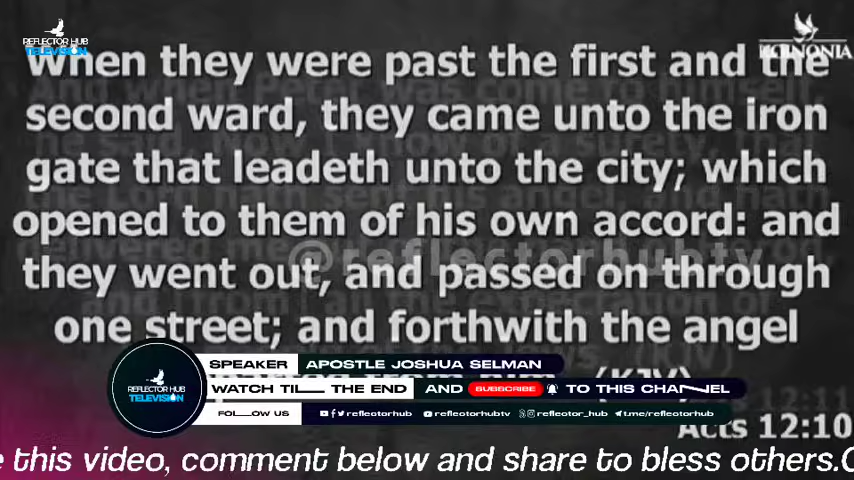 REFLECTOR HUB
TELEVISION
KOINONIA
When they were past the first and the
second ward, they came unto the iron
gate that leadeth unto the city; which
opened to them of his own accord: and
they went out, and passed on through
one street; and forthwith the angel
(KJV)
@reflectorhubtv
SPEAKER APOSTLE JOSHUA SELMAN
REFLECTOR HUB
TELEVISION
WATCH TILL THE END AND SUBSCRIBE TO THIS CHANNEL
FOLLOW US reflectorhub reflectorhubtv reflector_hub t.me/reflectorhub
12:11
Acts 12:10
e this video, comment below and share to bless others.